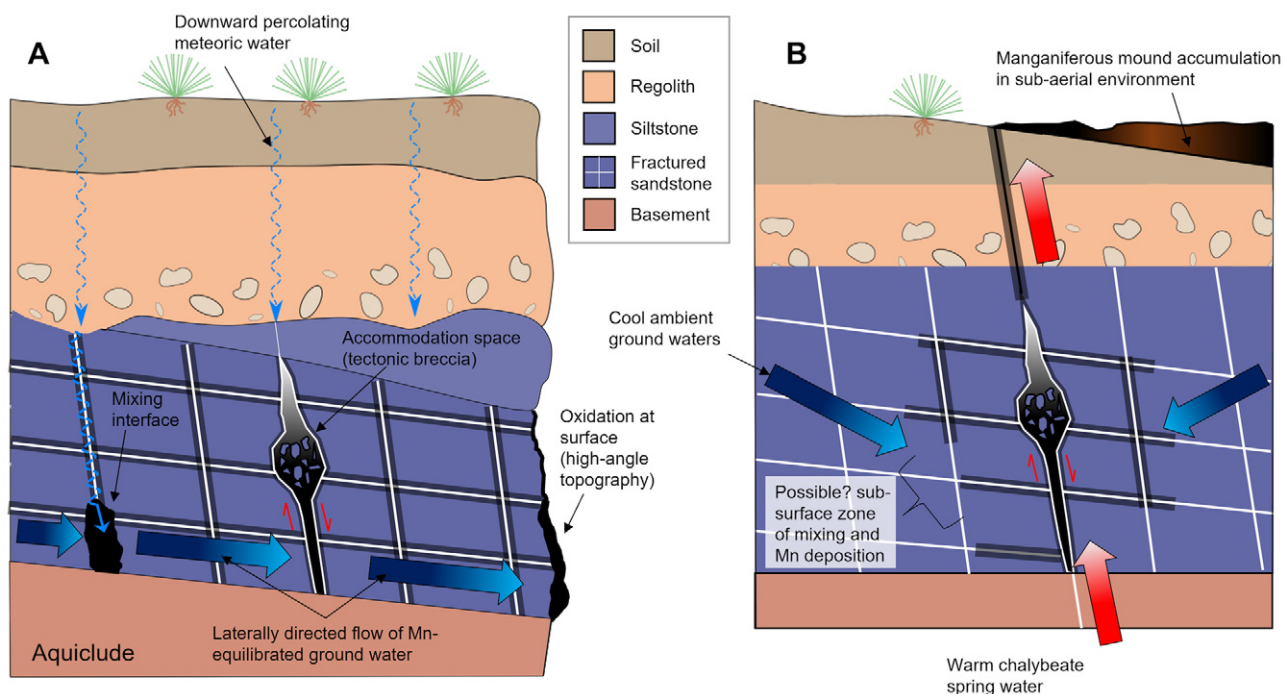 A
Downward percolating
meteoric water
Accommodation space
(tectonic breccia)
Mixing
interface
Oxidation at
surface
(high-angle
topography)
Laterally directed flow of Mn-
equilibrated ground water
Aquiclude
Soil
Regolith
Siltstone
Fractured
sandstone
Basement
B
Manganiferous mound accumulation
in sub-aerial environment
Cool ambient
ground waters
Possible? sub-
surface zone
of mixing and
Mn deposition
Warm chalybeate
spring water